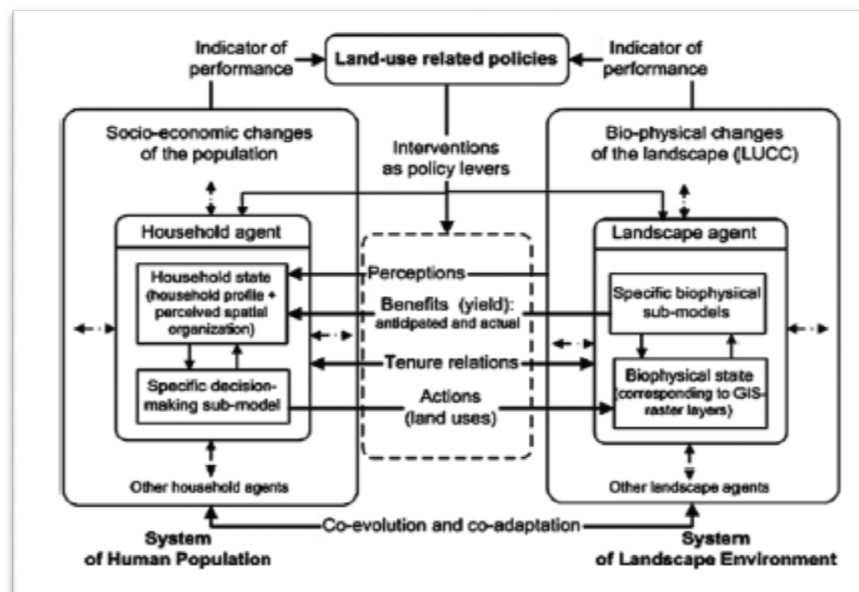 Indicator of
performance
Land-use related policies
Indicator of
performance
Socio-economic changes
of the population
Interventions
as policy levers
Bio-physical changes
of the landscape (LUCC)
Household agent
Household state
(household profile +
perceived spatial
organization)
Specific decision-
making sub-model
Other household agents
Perceptions
Benefits (yield):
anticipated and actual
Tenure relations
Actions
(land uses)
Landscape agent
Specific biophysical
sub-models
Biophysical state
(corresponding to GIS-
raster layers)
Other landscape agents
Co-evolution and co-adaptation
System
of Human Population
System
of Landscape Environment